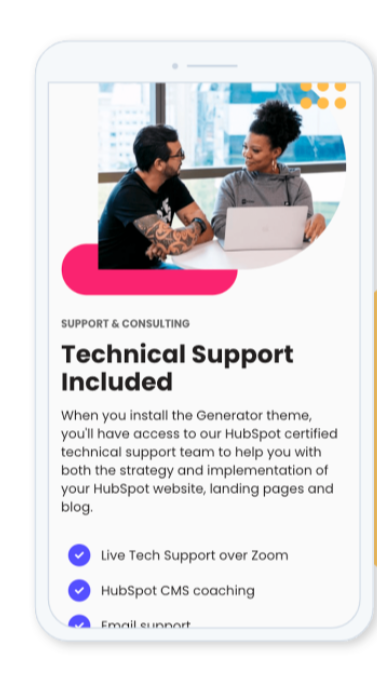 SUPPORT & CONSULTING
Technical Support
Included
When you install the Generator theme,
you'll have access to our HubSpot certified
technical support team to help you with
both the strategy and implementation of
your HubSpot website, landing pages and
blog.
Live Tech Support over Zoom
HubSpot CMS coaching
Email support